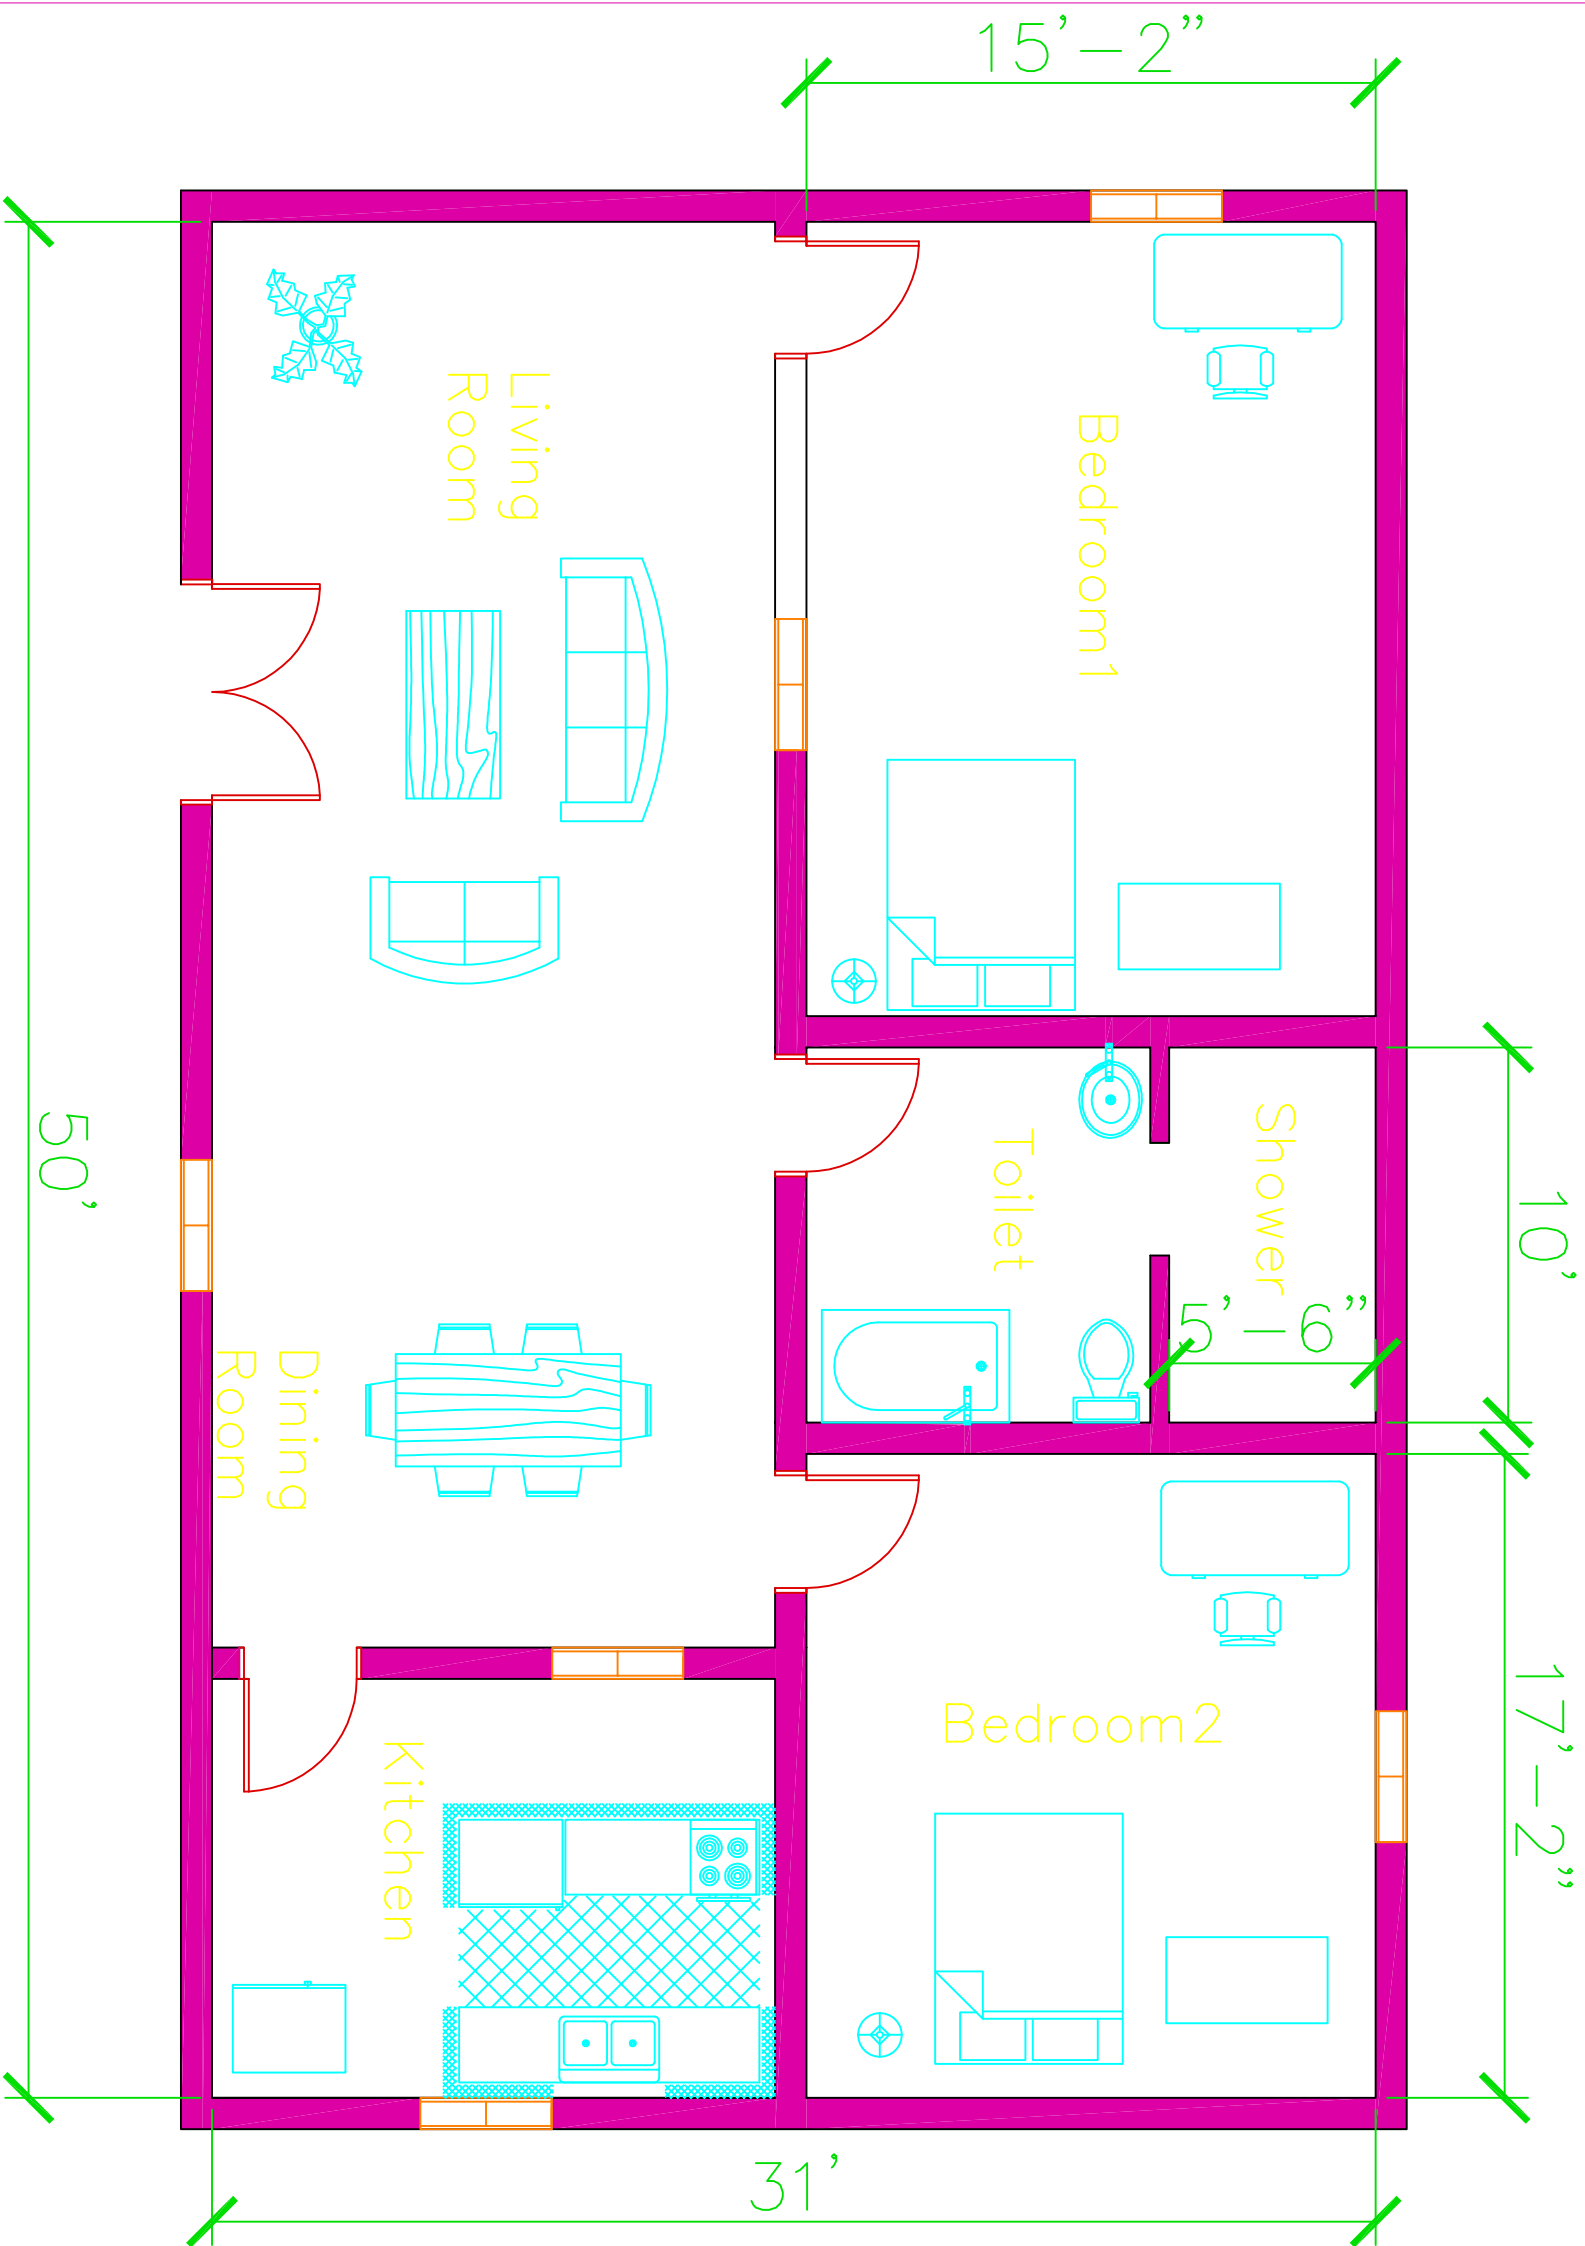 15'-2"
Living
Room
Bedroom1
50'
Toilet
Shower
10'
5'-6"
Dining
Room
Bedroom2
17'-2"
Kitchen
31'